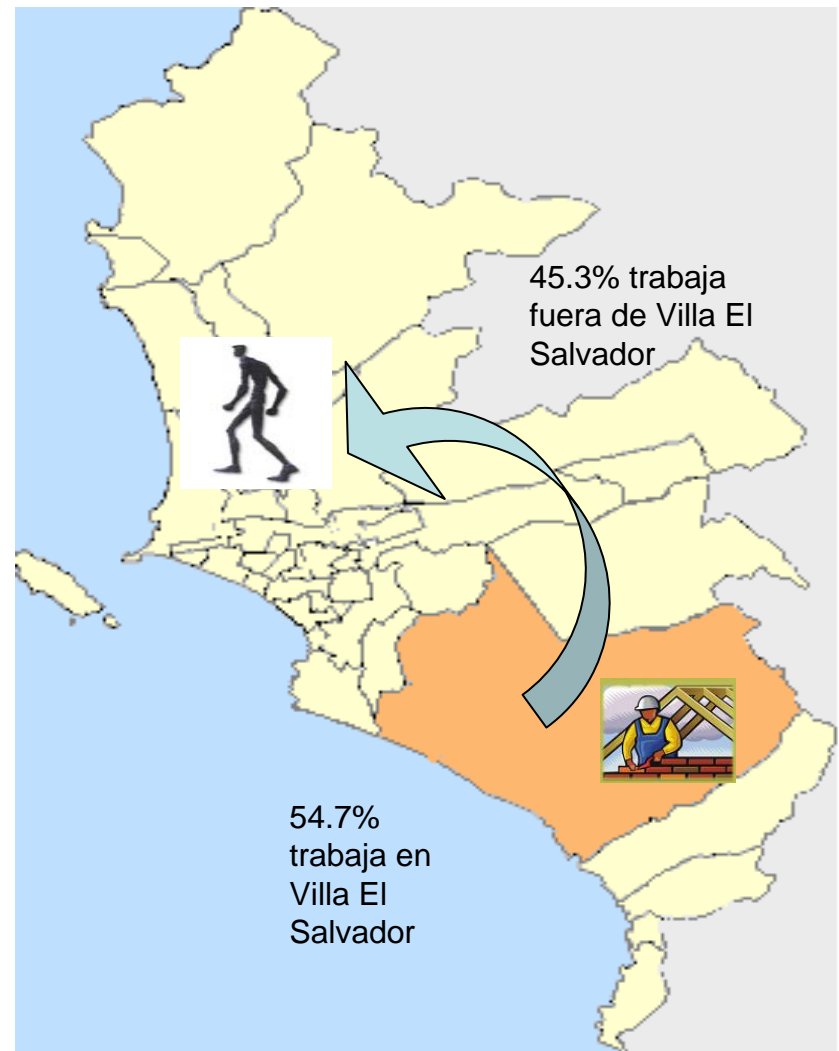 45.3% trabaja
fuera de Villa El
Salvador
54.7%
trabaja en
Villa El
Salvador